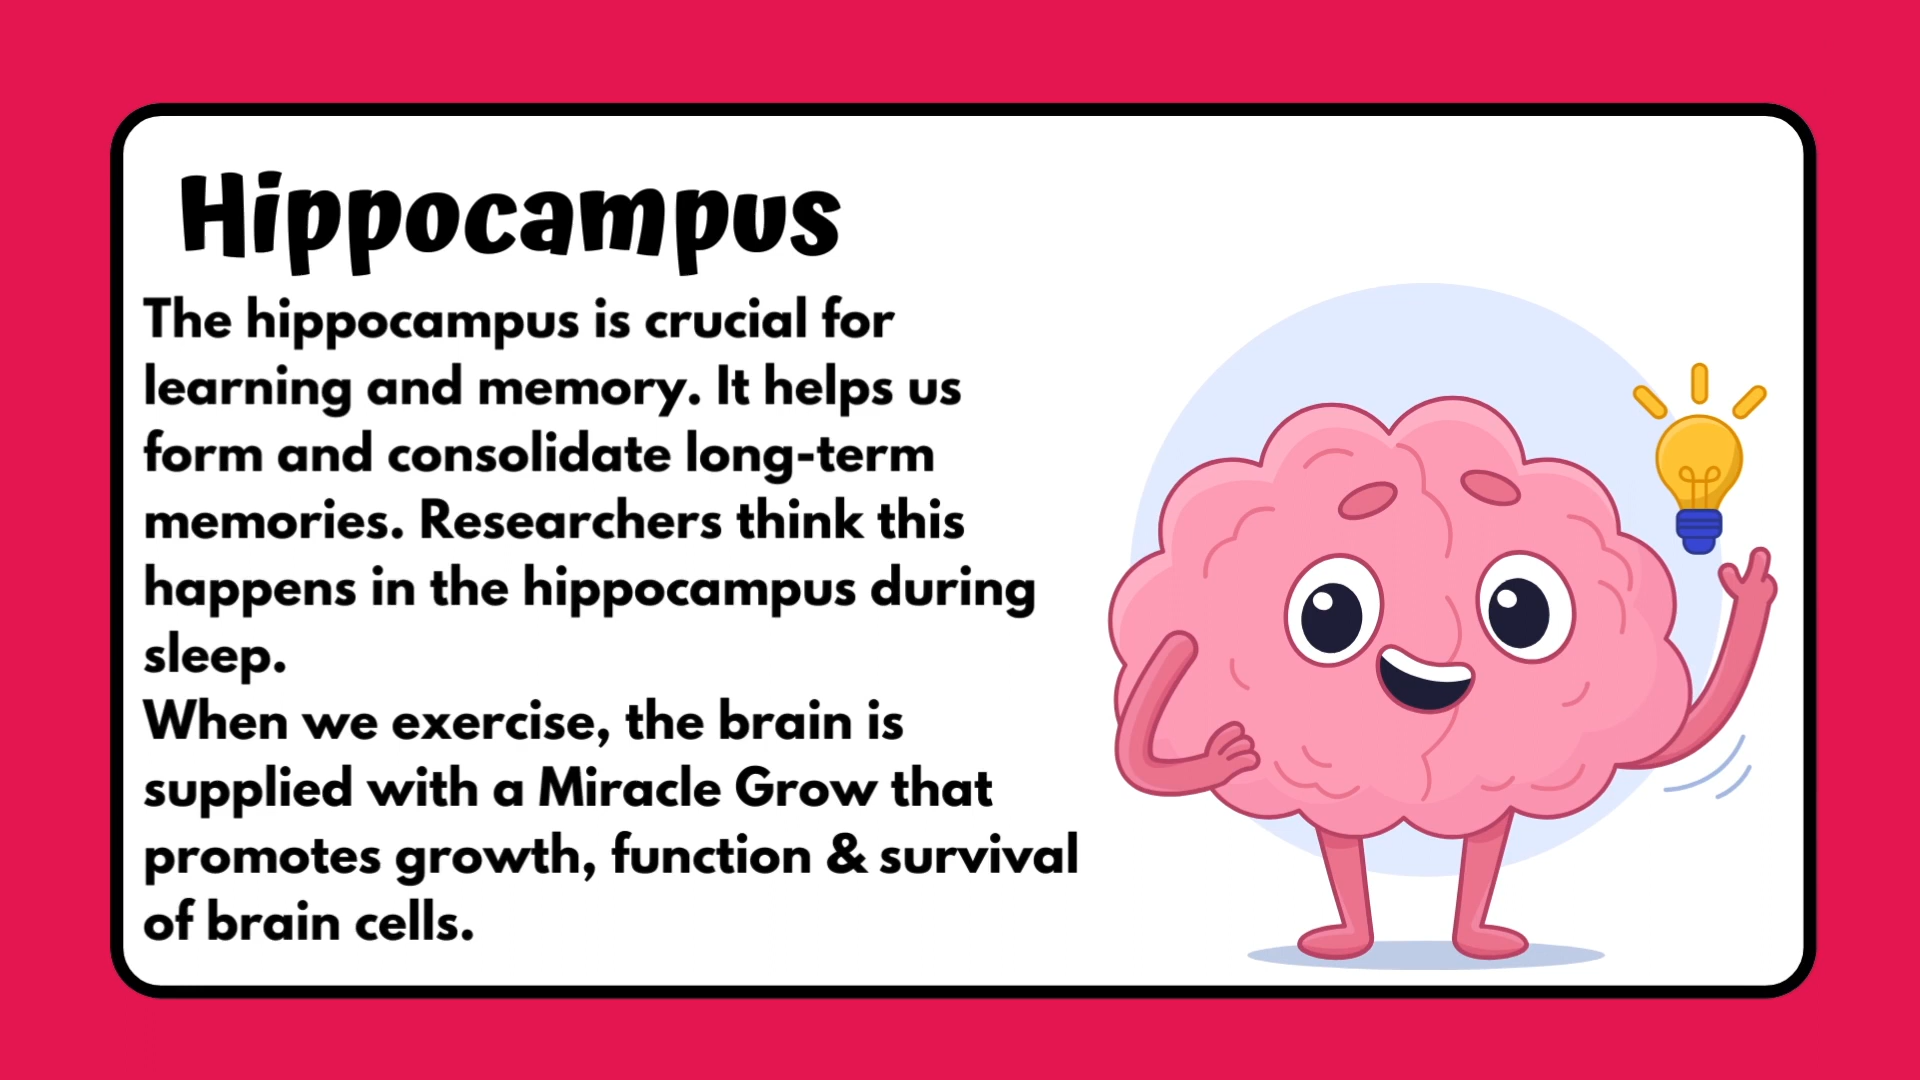 Hippocampus
The hippocampus is crucial for
learning and memory. It helps us
form and consolidate long-term
memories. Researchers think this
happens in the hippocampus during
sleep.
When we exercise, the brain is
supplied with a Miracle Grow that
promotes growth, function & survival
of brain cells.